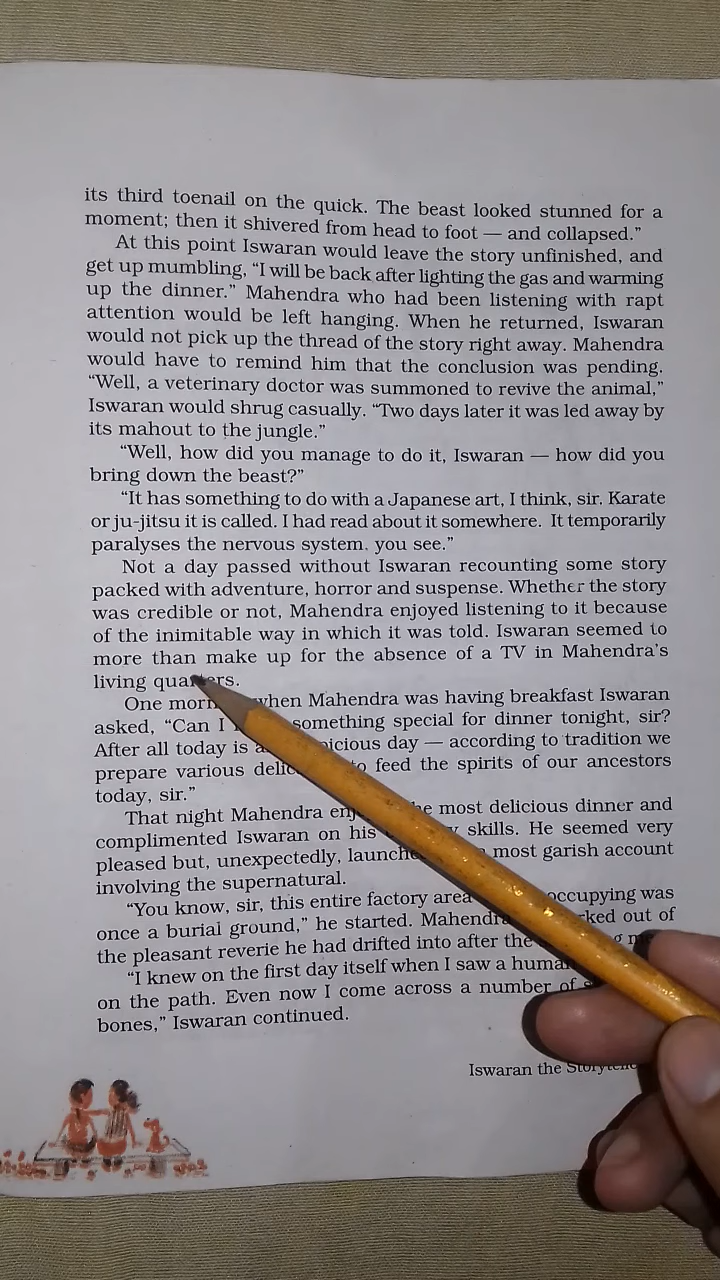 its third toenail on the quick. The beast looked stunned for a
moment; then it shivered from head to foot — and collapsed.”
At this point Iswaran would leave the story unfinished, and
get up mumbling, “I will be back after lighting the gas and warming
up the dinner.” Mahendra who had been listening with rapt
attention would be left hanging. When he returned, Iswaran
would not pick up the thread of the story right away. Mahendra
would have to remind him that the conclusion was pending.
“Well, a veterinary doctor was summoned to revive the animal,”
Iswaran would shrug casually. “Two days later it was led away by
its mahout to the jungle.”
“Well, how did you manage to do it, Iswaran — how did you
bring down the beast?”
“It has something to do with a Japanese art, I think, sir. Karate
or ju-jitsu it is called. I had read about it somewhere. It temporarily
paralyses the nervous system, you see.”
Not a day passed without Iswaran recounting some story
packed with adventure, horror and suspense. Whether the story
was credible or not, Mahendra enjoyed listening to it because
of the inimitable way in which it was told. Iswaran seemed to
more than make up for the absence of a TV in Mahendra’s
living quarters.
One when Mahendra was having breakfast Iswaran
asked, “Can I something special for dinner tonight, sir?
After all today is day — according to tradition we
prepare various to feed the spirits of our ancestors
today, sir.”
That night Mahendra most delicious dinner and
complimented Iswaran on his skills. He seemed very
pleased but, unexpectedly, most garish account
involving the supernatural.
“You know, sir, this entire factory area occupying was
once a burial ground,” he started. Mahendra out of
the pleasant reverie he had drifted into after the
“I knew on the first day itself when I saw a human
on the path. Even now I come across a number of
bones,” Iswaran continued.
Iswaran the